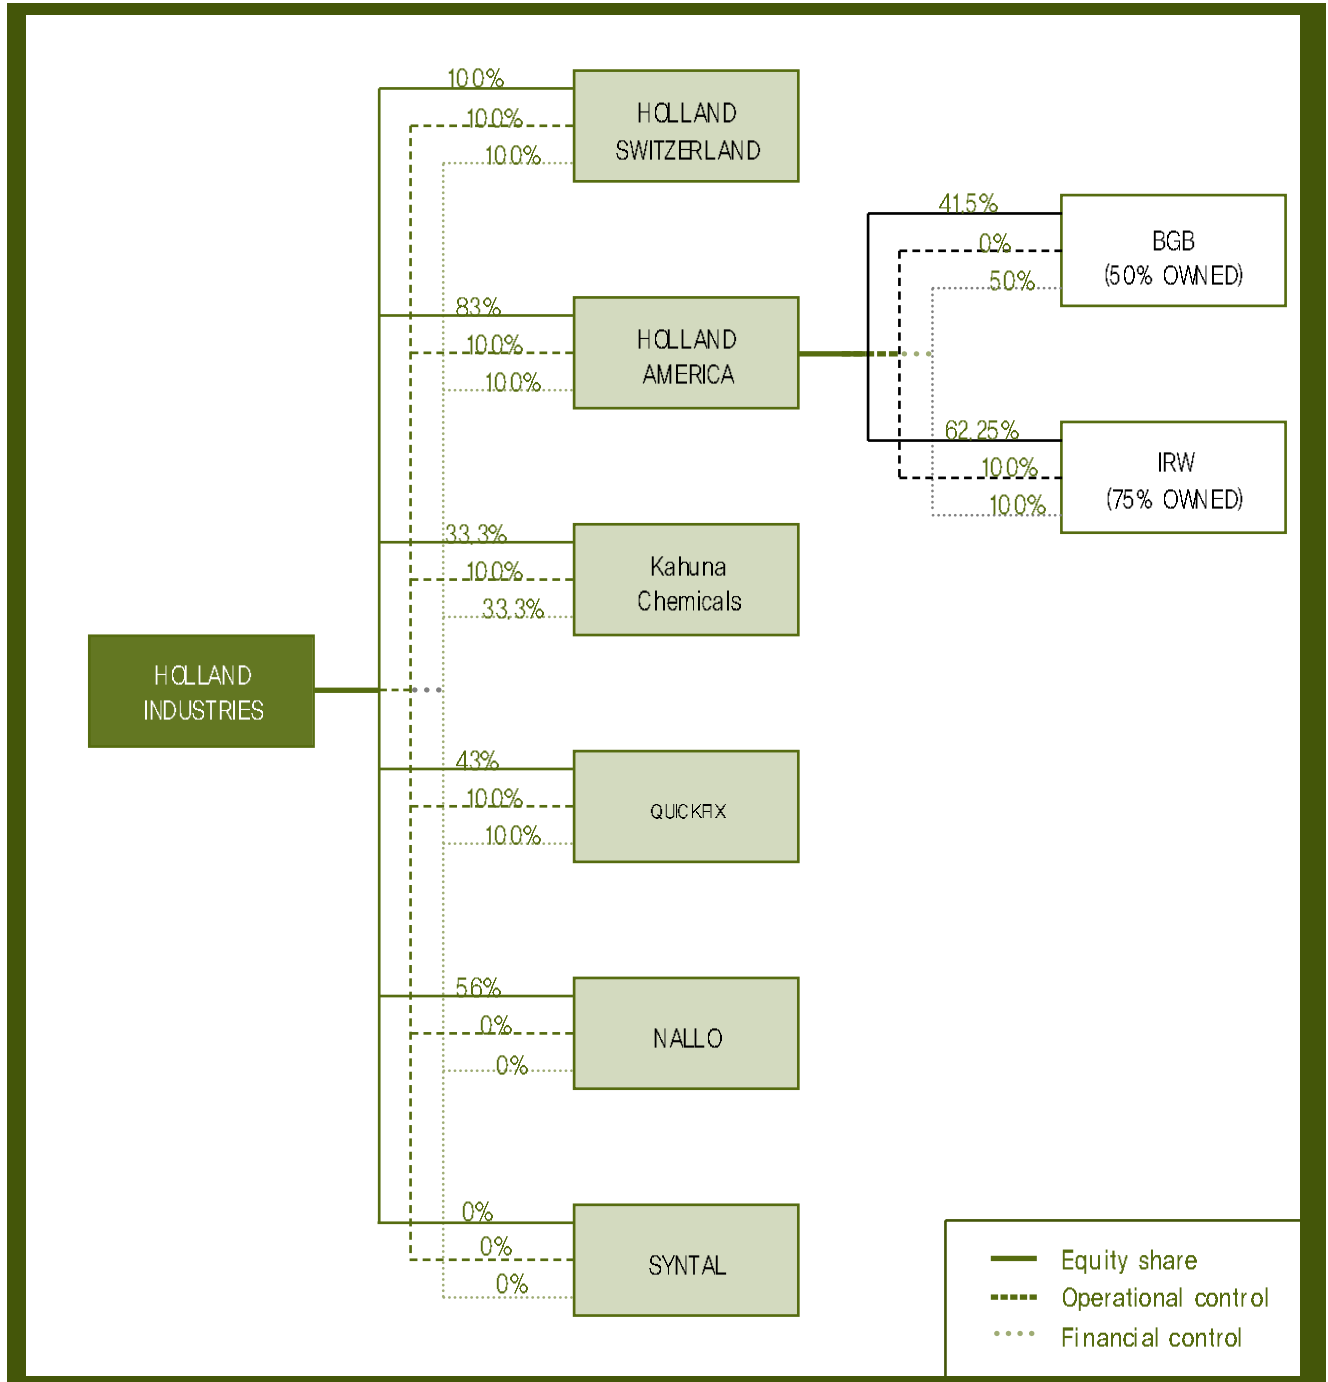 100%
100%
100%
HOLLAND
SWITZERLAND
41.5%
0%
50%
BGB
(50% OWNED)
83%
100%
100%
HOLLAND
AMERICA
62.25%
100%
100%
IRW
(75% OWNED)
33.3%
100%
33.3%
Kahuna
Chemicals
HOLLAND
INDUSTRIES
43%
100%
100%
QUICKFIX
56%
0%
0%
NALLO
0%
0%
0%
SYNTAL
Equity share
Operational control
Financial control